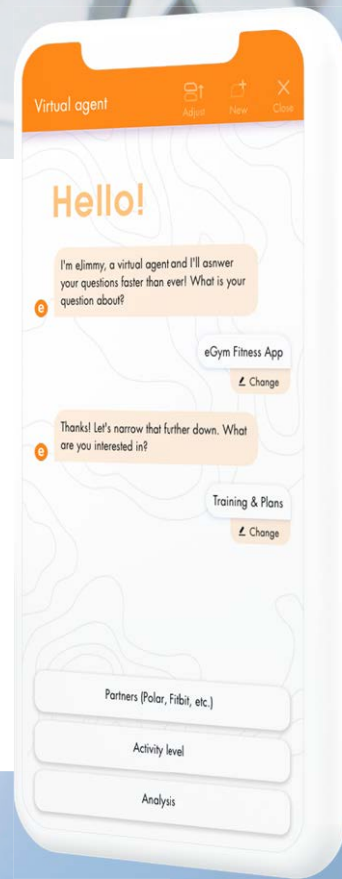 Virtual agent
Adjust
New
Close
Hello!
I'm eJimmy, a virtual agent and I'll asnwer
your questions faster than ever! What is your
question about?
e
eGym Fitness App
Change
Thanks! Let's narrow that further down. What
are you interested in?
e
Training & Plans
Change
Partners (Polar, Fitbit, etc.)
Activity level
Analysis